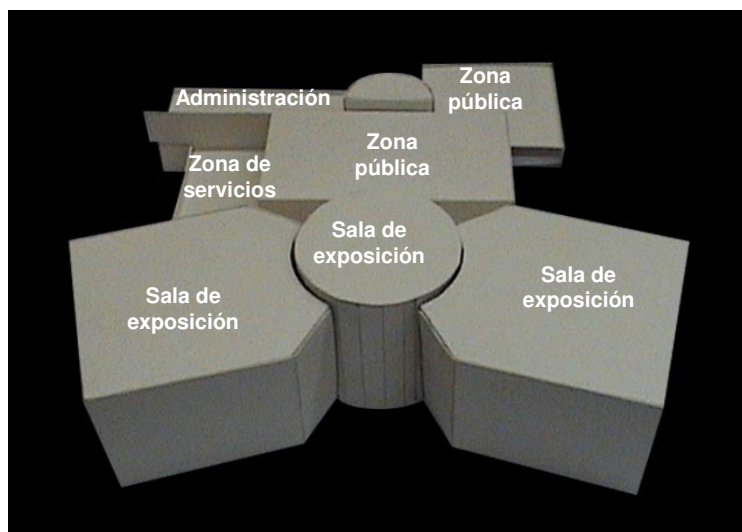 Administración
Zona
pública
Zona
pública
Zona de
servicios
Sala de
exposición
Sala de
exposición
Sala de
exposición